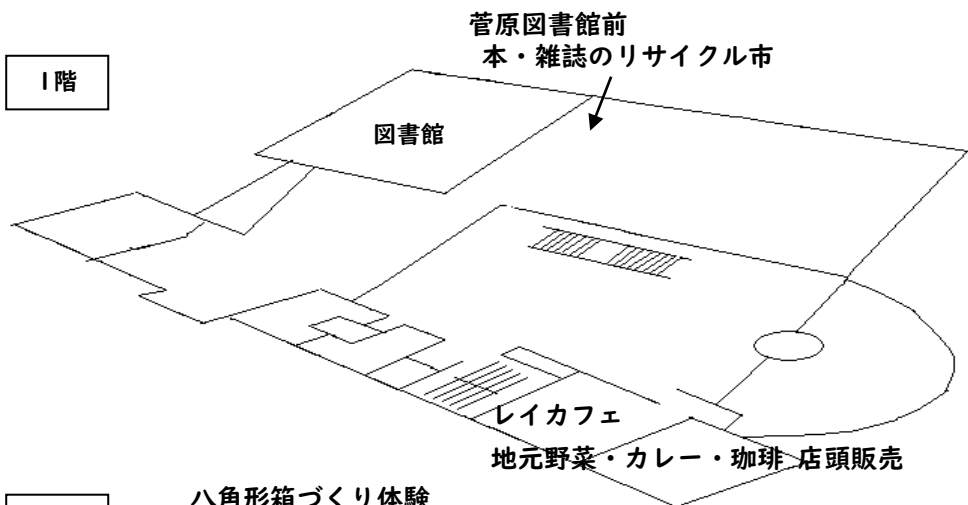 菅原図書館前
本・雑誌のリサイクル市
1階
図書館
レイカフェ
地元野菜・カレー・珈琲 店頭販売
八角形箱づくり体験